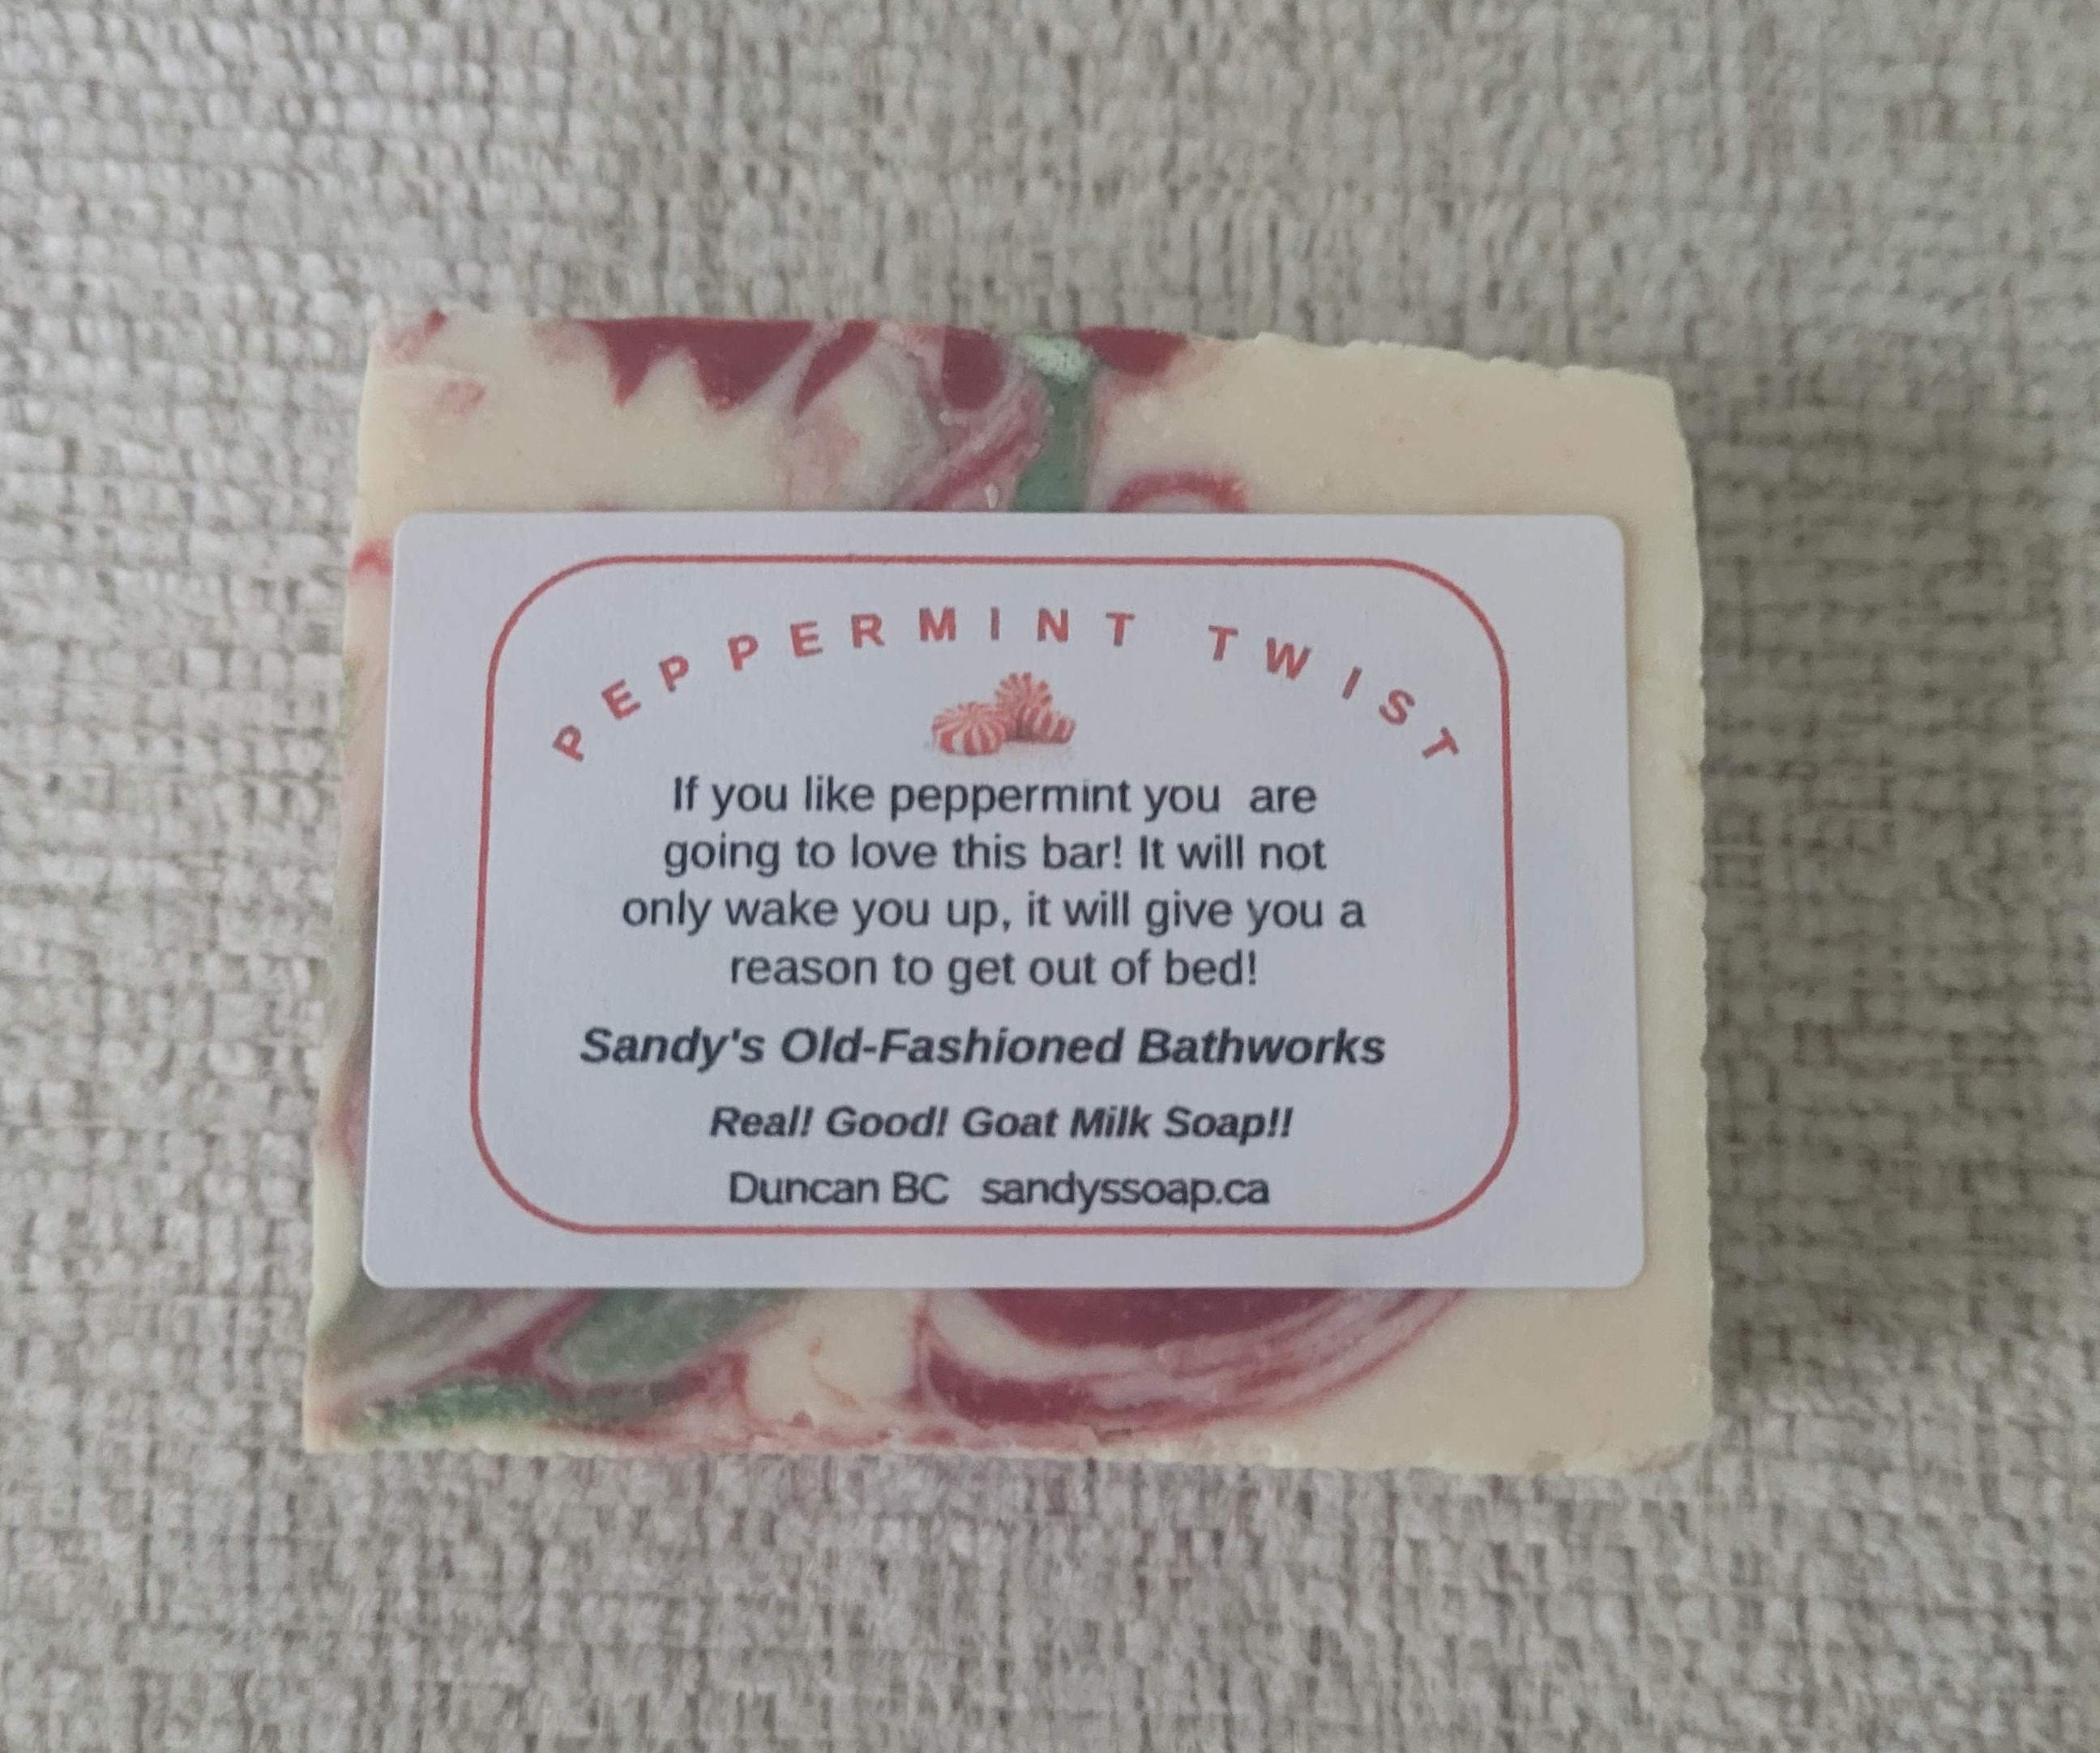 PEPPERMINT TWIST
If you like peppermint you  are
going to love this bar! It will not
only wake you up, it will give you a
reason to get out of bed!
Sandy's Old-Fashioned Bathworks
Real! Good! Goat Milk Soap!!
Duncan BC  sandyssoap.ca